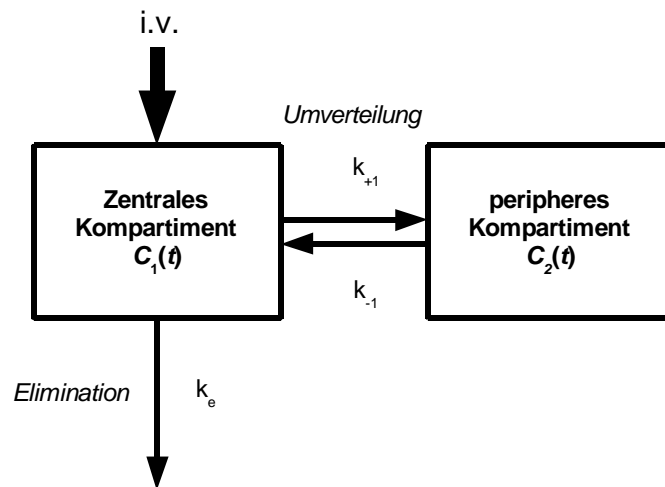 i.v.
Umverteilung
k+1
Zentrales
Kompartiment
C1(t)
peripheres
Kompartiment
C2(t)
k-1
Elimination
ke